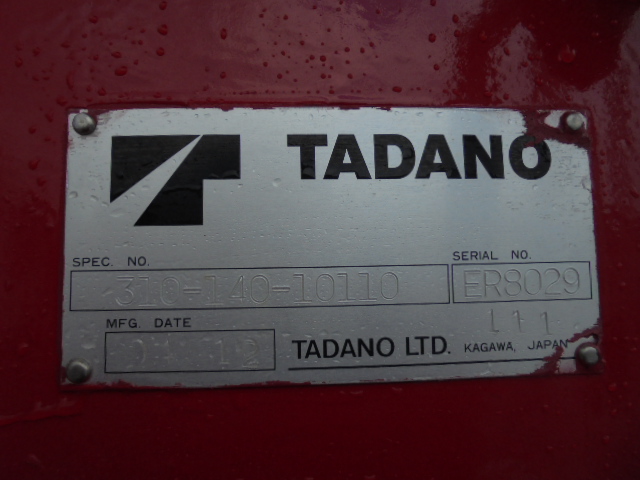 TADANO
SPEC. NO.
SERIAL NO.
310-140-10110
ER8029
MFG. DATE
TADANO LTD. KAGAWA, JAPAN